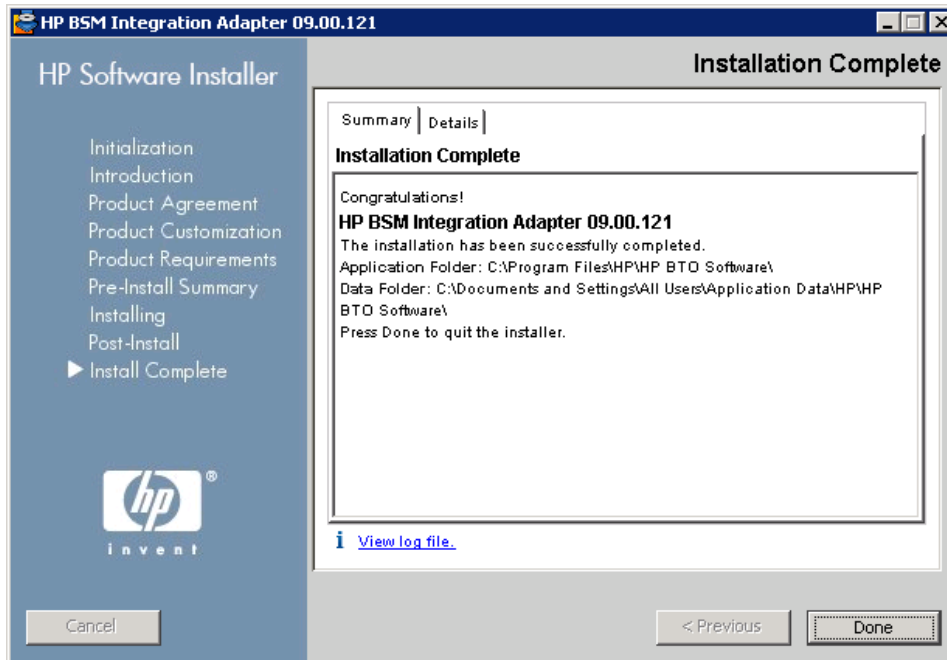 HP BSM Integration Adapter 09.00.121
HP Software Installer
Installation Complete
Initialization
Introduction
Product Agreement
Product Customization
Product Requirements
Pre-Install Summary
Installing
Post-Install
Install Complete
hp
®
invent
Summary
Details
Installation Complete
Congratulations!
HP BSM Integration Adapter 09.00.121
The installation has been successfully completed.
Application Folder: C:\Program Files\HP\HP BTO Software\
Data Folder: C:\Documents and Settings\All Users\Application Data\HP\HP
BTO Software\
Press Done to quit the installer.
i View log file.
Cancel
< Previous
Done